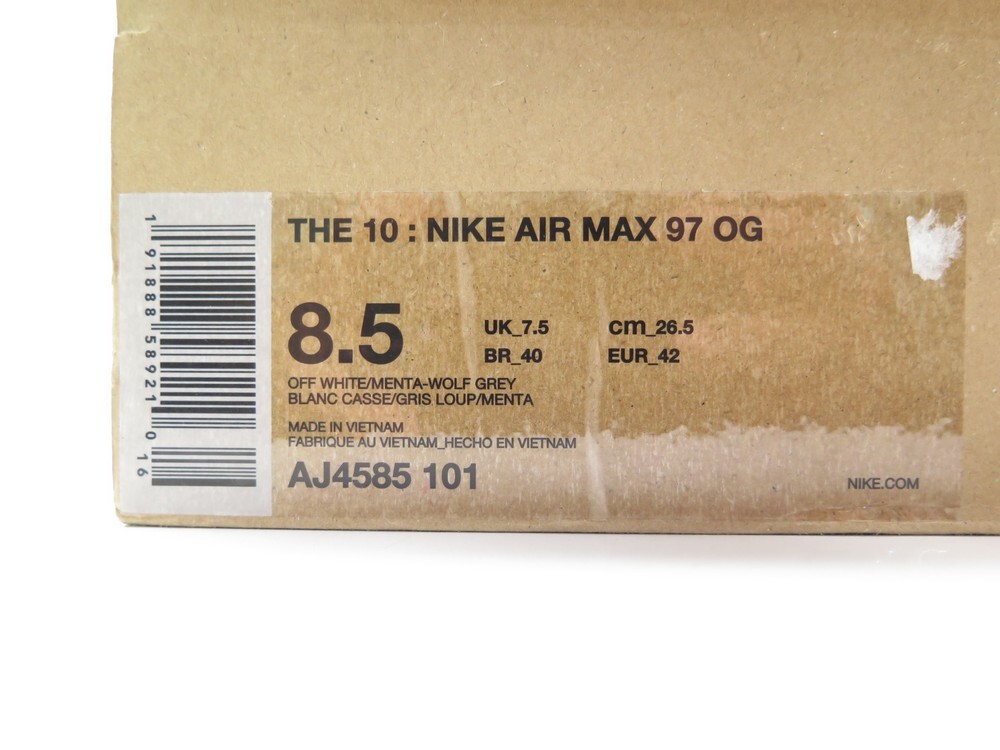 THE 10 : NIKE AIR MAX 97 OG
8.5
UK_7.5 cm_26.5
BR_40 EUR_42
OFF WHITE/MENTA-WOLF GREY
BLANC CASSE/GRIS LOUP/MENTA
MADE IN VIETNAM
FABRIQUE AU VIETNAM_HECHO EN VIETNAM
AJ4585 101
NIKE.COM
1 91888 58921 0 16